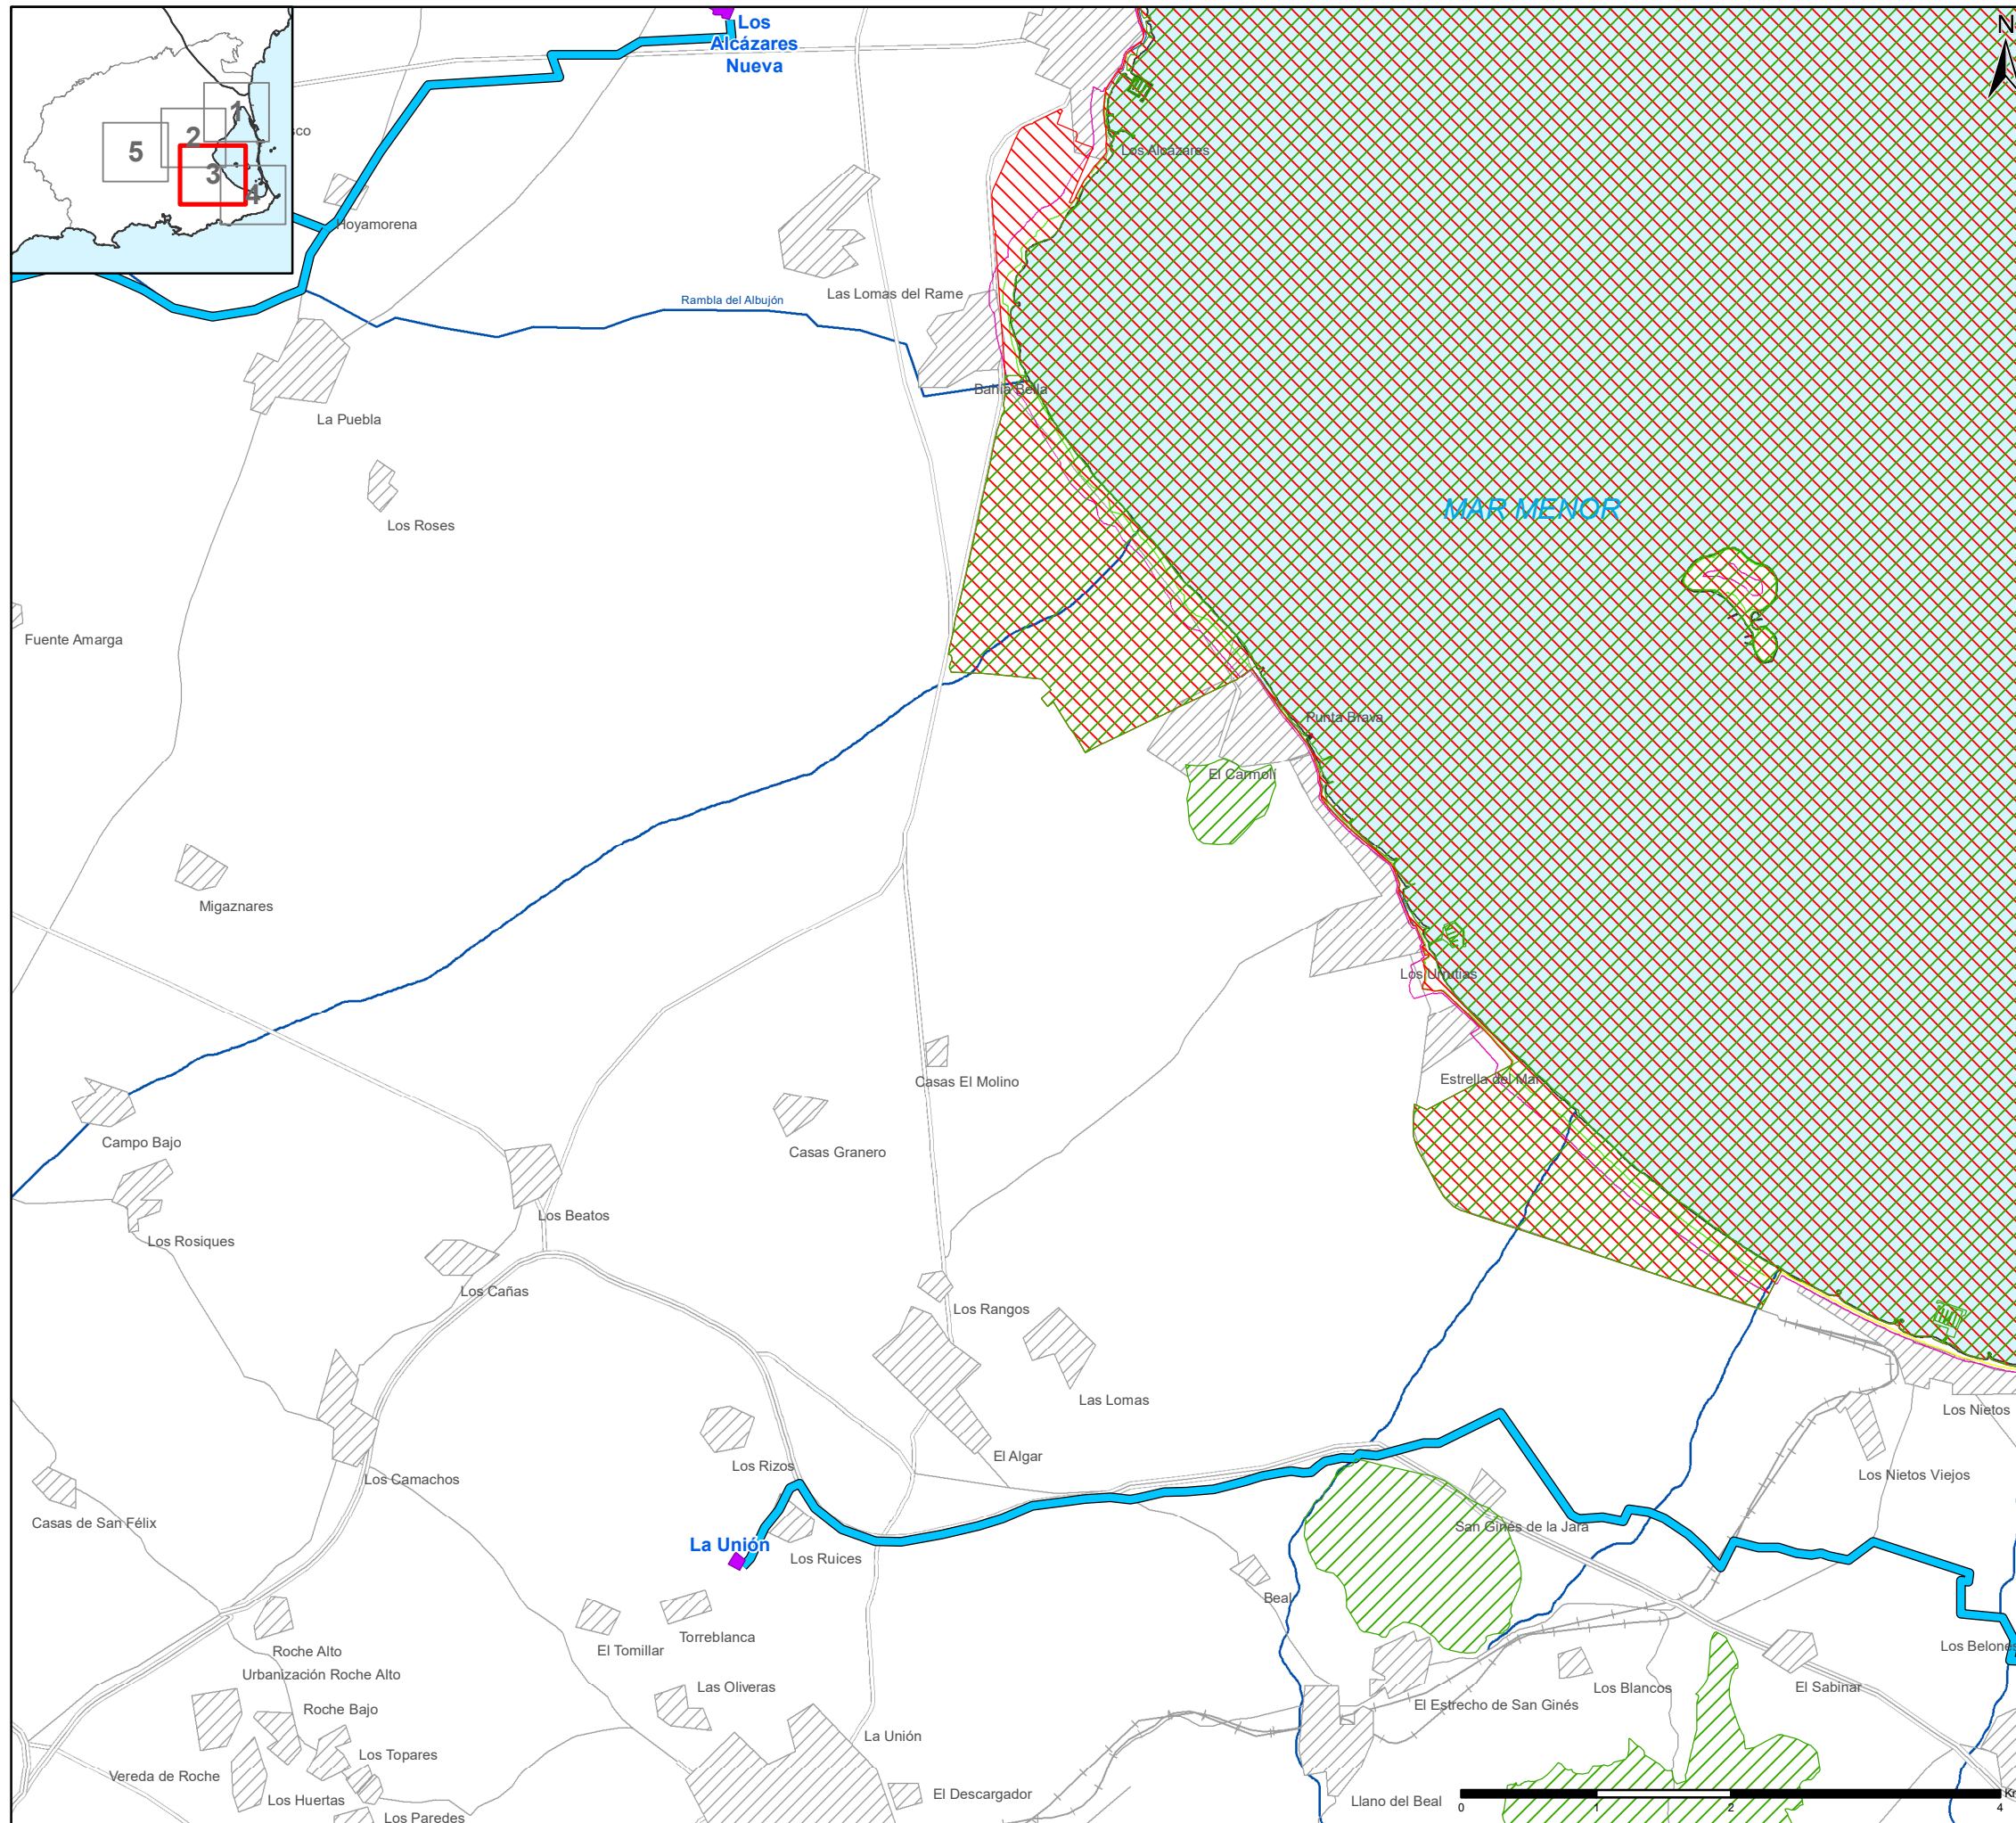 Los
Alcázares
Nueva
N
1
2
5
3
4
sco
Los Alcázares
Hoyamorena
Las Lomas del Rame
Rambla del Albujón
Bahía Bella
La Puebla
MAR MENOR
Los Roses
Fuente Amarga
Punta Brava
El Carmolí
Migaznares
Los Urrutias
Estrella del Mar
Casas El Molino
Campo Bajo
Casas Granero
Los Beatos
Los Rosiques
Los Cañas
Los Rangos
Las Lomas
Los Nietos
El Algar
Los Rizos
Los Camachos
Los Nietos Viejos
Casas de San Félix
San Ginés de la Jara
La Unión
Los Ruices
Beal
Torreblanca
El Tomillar
Roche Alto
Los Belones
Urbanización Roche Alto
Las Oliveras
Los Blancos
El Sabinar
El Estrecho de San Ginés
Roche Bajo
La Unión
Los Topares
Vereda de Roche
El Descargador
Los Huertas
Llano del Beal
Los Paredes
0 1 2 4
Km